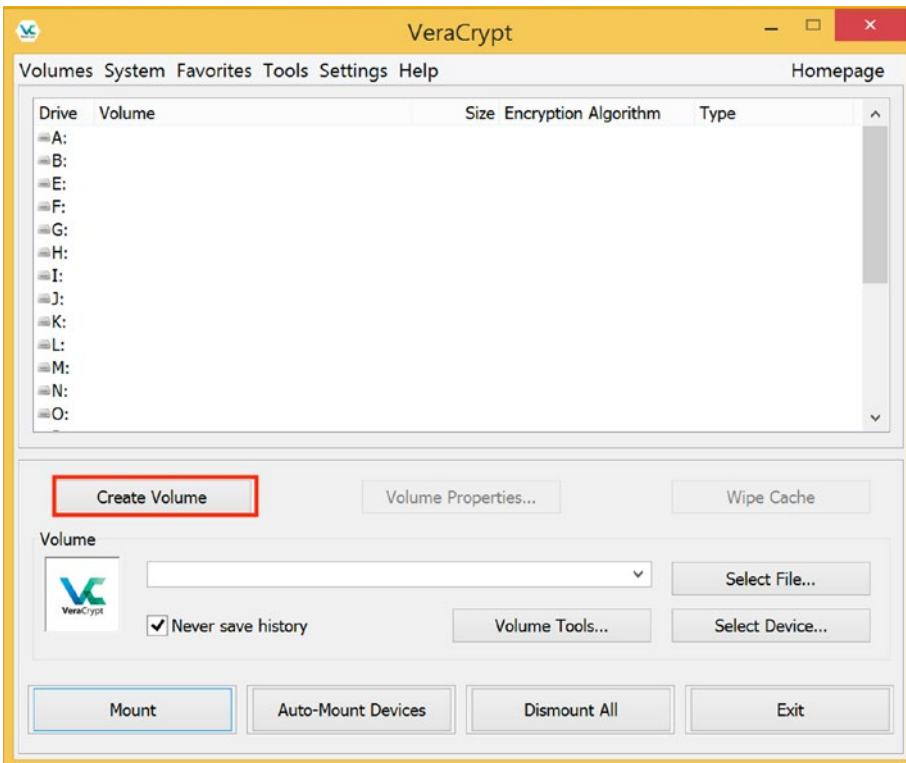 VeraCrypt
Volumes System Favorites Tools Settings Help Homepage
Drive Volume Size Encryption Algorithm Type
A:
B:
E:
F:
G:
H:
I:
J:
K:
L:
M:
N:
O:
Create Volume Volume Properties... Wipe Cache
Volume
VeraCrypt
Select File...
Never save history Volume Tools... Select Device...
Mount Auto-Mount Devices Dismount All Exit